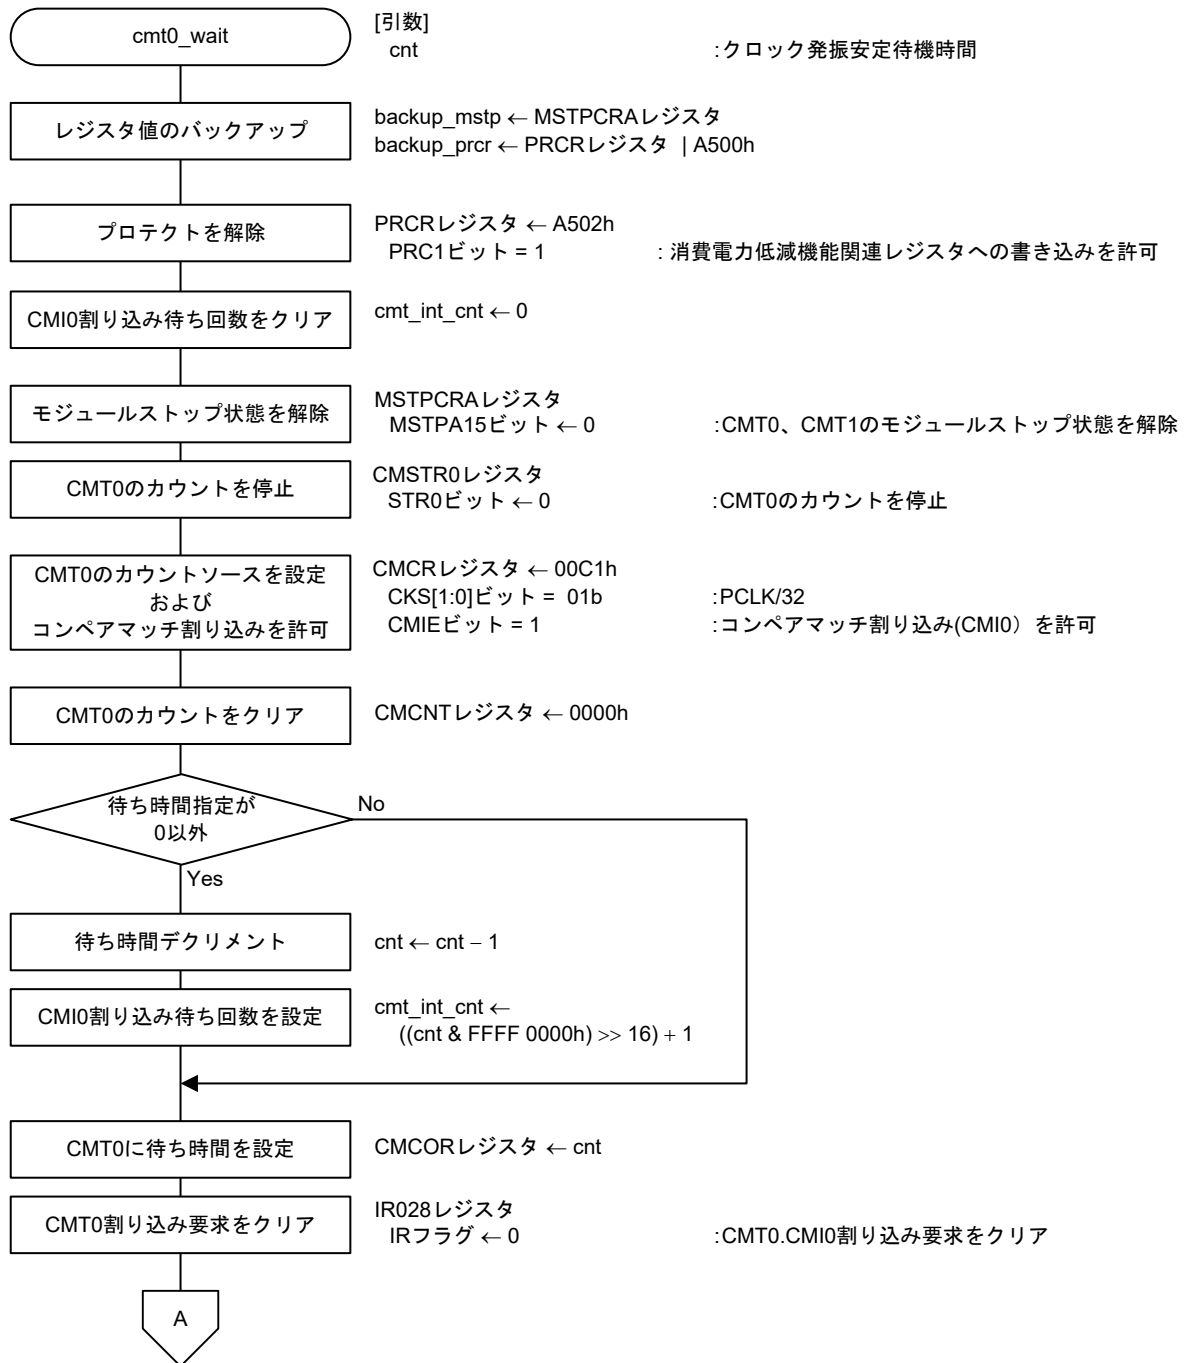 cmt0_wait
[引数]
cnt :クロック発振安定待機時間
レジスタ値のバックアップ
backup_mstp ← MSTPCRAレジスタ
backup_prcr ← PRCRレジスタ | A500h
プロテクトを解除
PRCRレジスタ ← A502h
PRC1ビット = 1 : 消費電力低減機能関連レジスタへの書き込みを許可
CMI0割り込み待ち回数をクリア
cmt_int_cnt ← 0
モジュールストップ状態を解除
MSTPCRAレジスタ
MSTPA15ビット ← 0 :CMT0、CMT1のモジュールストップ状態を解除
CMT0のカウントを停止
CMSTR0レジスタ
STR0ビット ← 0 :CMT0のカウントを停止
CMT0のカウントソースを設定
および
コンペアマッチ割り込みを許可
CMCRレジスタ ← 00C1h
CKS[1:0]ビット = 01b :PCLK/32
CMIEビット = 1 :コンペアマッチ割り込み(CMI0）を許可
CMT0のカウントをクリア
CMCNTレジスタ ← 0000h
待ち時間指定が
0以外
No
Yes
待ち時間デクリメント
cnt ← cnt − 1
CMI0割り込み待ち回数を設定
cmt_int_cnt ←
((cnt & FFFF 0000h) >> 16) + 1
CMT0に待ち時間を設定
CMCORレジスタ ← cnt
CMT0割り込み要求をクリア
IR028レジスタ
IRフラグ ← 0 :CMT0.CMI0割り込み要求をクリア
A